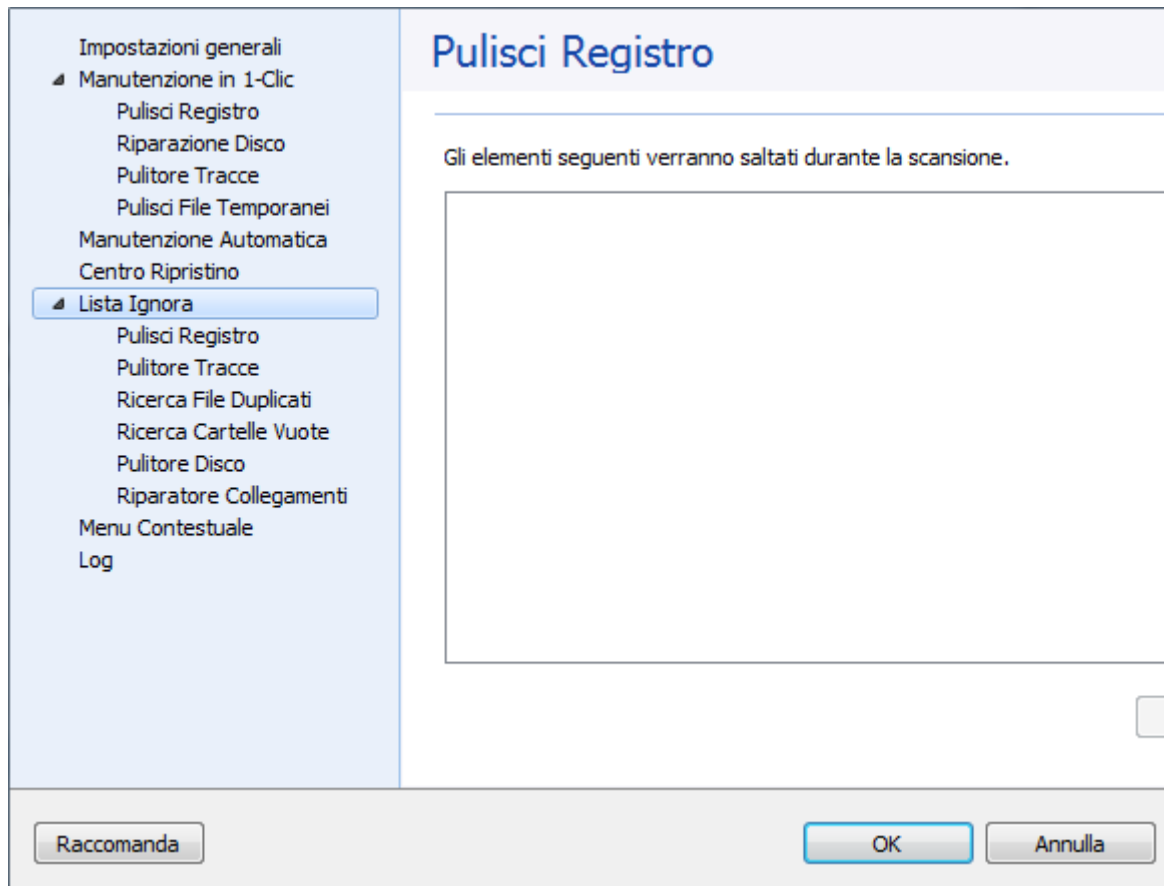 Impostazioni generali
Manutenzione in 1-Clic
Pulisci Registro
Riparazione Disco
Pulitore Tracce
Pulisci File Temporanei
Manutenzione Automatica
Centro Ripristino
Lista Ignora
Pulisci Registro
Pulitore Tracce
Ricerca File Duplicati
Ricerca Cartelle Vuote
Pulitore Disco
Riparatore Collegamenti
Menu Contestuale
Log
Pulisci Registro
Gli elementi seguenti verranno saltati durante la scansione.
Raccomanda
OK
Annulla